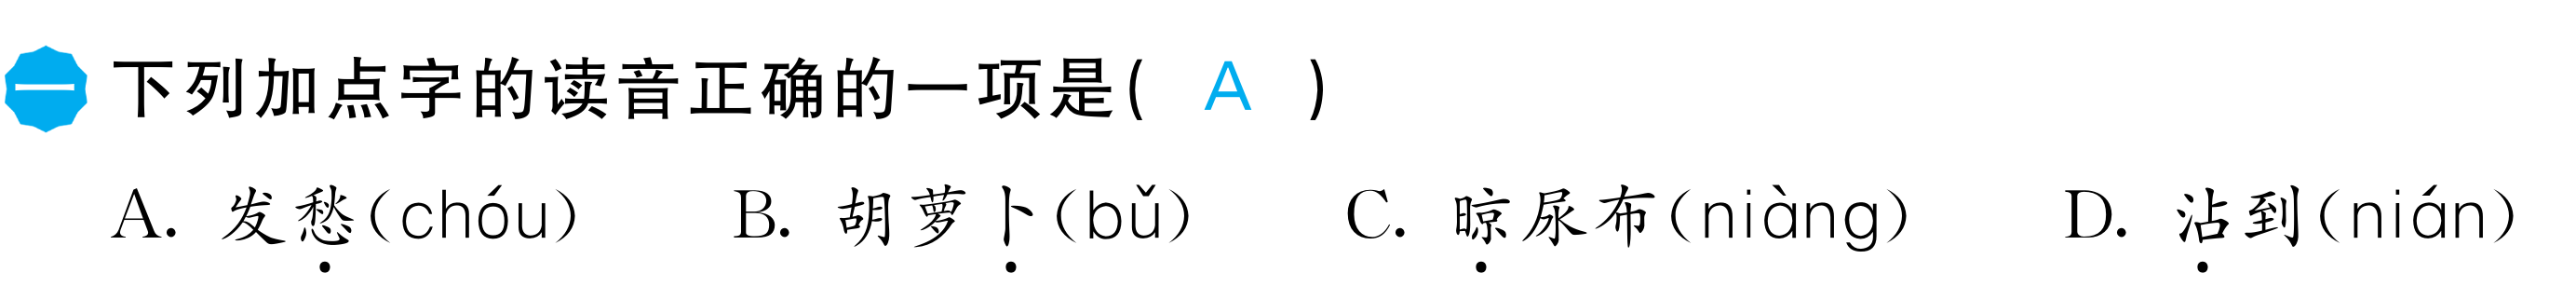 一 下列加点字的读音正确的一项是( A )
A. 发愁(chóu) B. 胡萝卜(bǔ) C. 晾尿布(niàng) D. 沾到(nián)